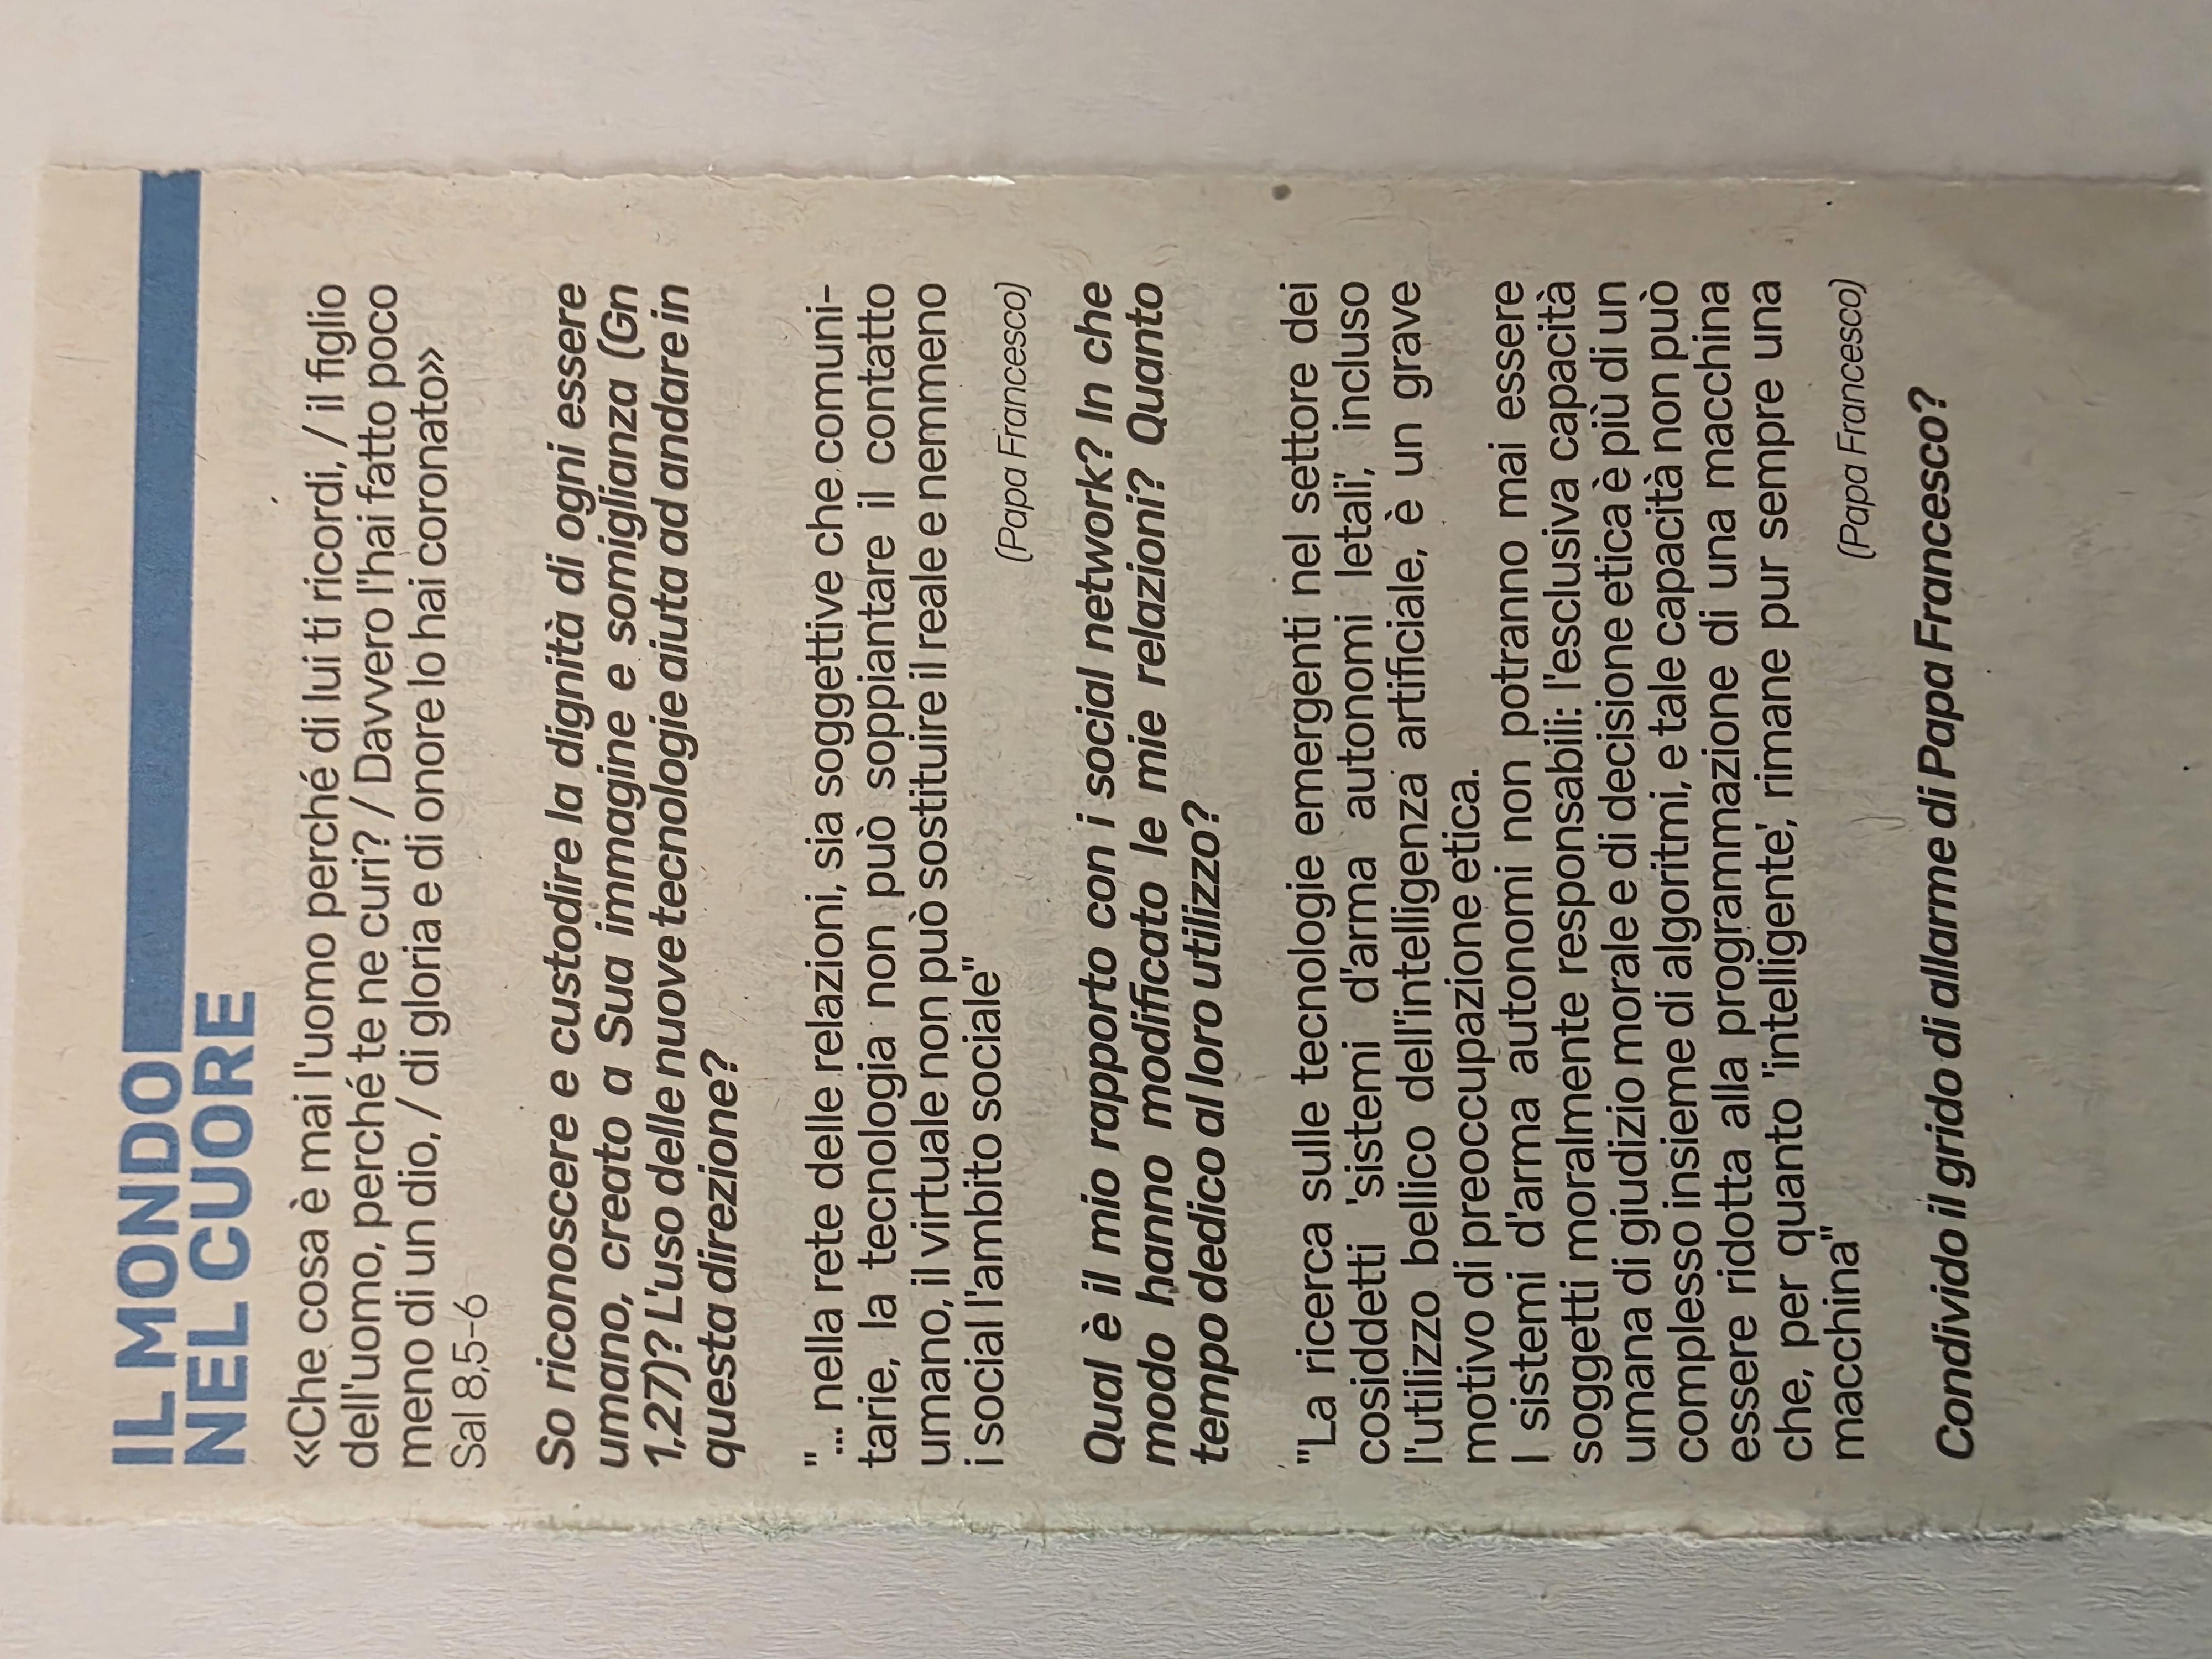 IL MONDO
NEL CUORE
«Che cosa è mai l'uomo perché di lui ti ricordi, / il figlio
dell'uomo, perché te ne curi? / Davvero l'hai fatto poco
meno di un dio, / di gloria e di onore lo hai coronato»
Sal 8,5-6
So riconoscere e custodire la dignità di ogni essere
umano, creato a Sua immagine e somiglianza (Gn
1,27)? L'uso delle nuove tecnologie aiuta ad andare in
questa direzione?
"... nella rete delle relazioni, sia soggettive che comuni-
tarie, la tecnologia non può soppiantare il contatto
umano, il virtuale non può sostituire il reale e nemmeno
i social l'ambito sociale"
(Papa Francesco)
Qual è il mio rapporto con i social network? In che
modo hanno modificato le mie relazioni? Quanto
tempo dedico al loro utilizzo?
"La ricerca sulle tecnologie emergenti nel settore dei
cosiddetti 'sistemi d'arma autonomi letali', incluso
l'utilizzo bellico dell'intelligenza artificiale, è un grave
motivo di preoccupazione etica.
I sistemi d'arma autonomi non potranno mai essere
soggetti moralmente responsabili: l'esclusiva capacità
umana di giudizio morale e di decisione etica è più di un
complesso insieme di algoritmi, e tale capacità non può
essere ridotta alla programmazione di una macchina
che, per quanto 'intelligente', rimane pur sempre una
macchina"
(Papa Francesco)
Condivido il grido di allarme di Papa Francesco?